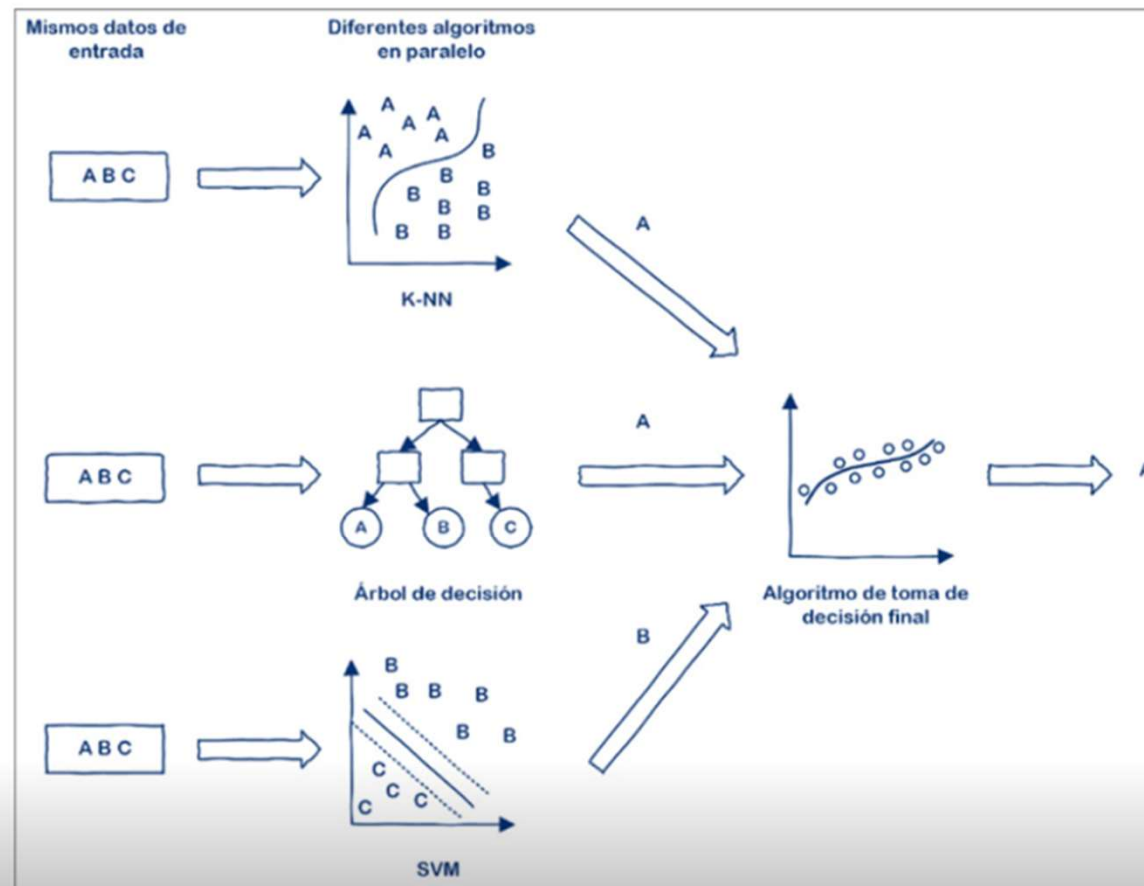 Mismos datos de
entrada
Diferentes algoritmos
en paralelo
A B C
A
A
A
A
A
A
B
B
B
B
B
B
B
B
K-NN
A
A B C
A
B
C
Árbol de decisión
A
Algoritmo de toma de
decisión final
A B C
B
B
B
B
B
B
C
C
C
C
SVM
B